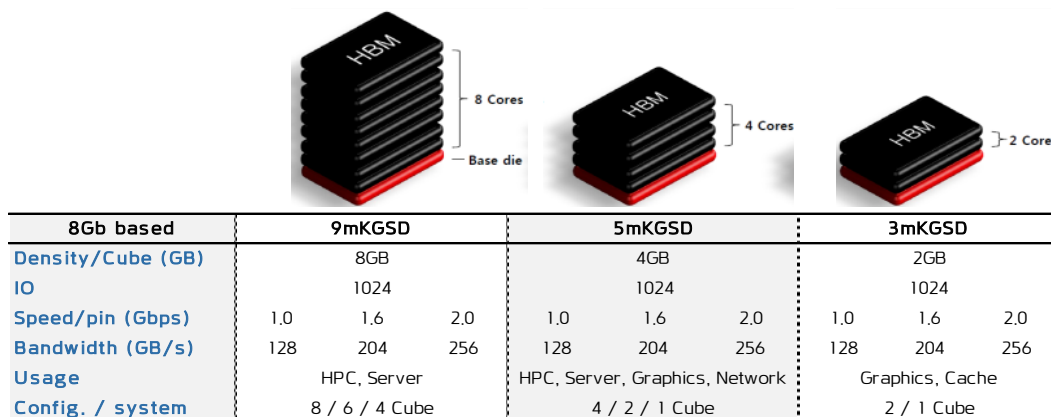 HBM
8 Cores
Base die
HBM
4 Cores
HBM
2 Core
8Gb based 9mKGSD 5mKGSD 3mKGSD
Density/Cube (GB) 8GB 4GB 2GB
IO 1024 1024 1024
Speed/pin (Gbps) 1.0 1.6 2.0 1.0 1.6 2.0 1.0 1.6 2.0
Bandwidth (GB/s) 128 204 256 128 204 256 128 204 256
Usage HPC, Server HPC, Server, Graphics, Network Graphics, Cache
Config. / system 8 / 6 / 4 Cube 4 / 2 / 1 Cube 2 / 1 Cube